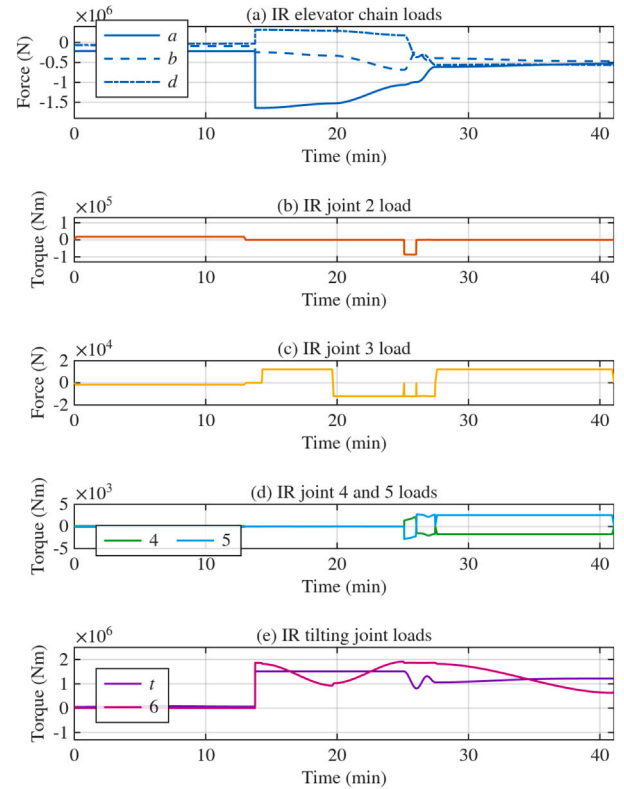 (a) IR elevator chain loads
×10⁶
Force (N)
0
-0.5
-1
-1.5
a
b
d
0 10 20 30 40
Time (min)
(b) IR joint 2 load
×10⁵
Torque (Nm)
1
0
-1
0 10 20 30 40
Time (min)
(c) IR joint 3 load
×10⁴
Force (N)
2
0
-2
0 10 20 30 40
Time (min)
(d) IR joint 4 and 5 loads
×10³
Torque (Nm)
5
0
-5
4 5
0 10 20 30 40
Time (min)
(e) IR tilting joint loads
×10⁶
Torque (Nm)
2
1
0
-1
t
6
0 10 20 30 40
Time (min)